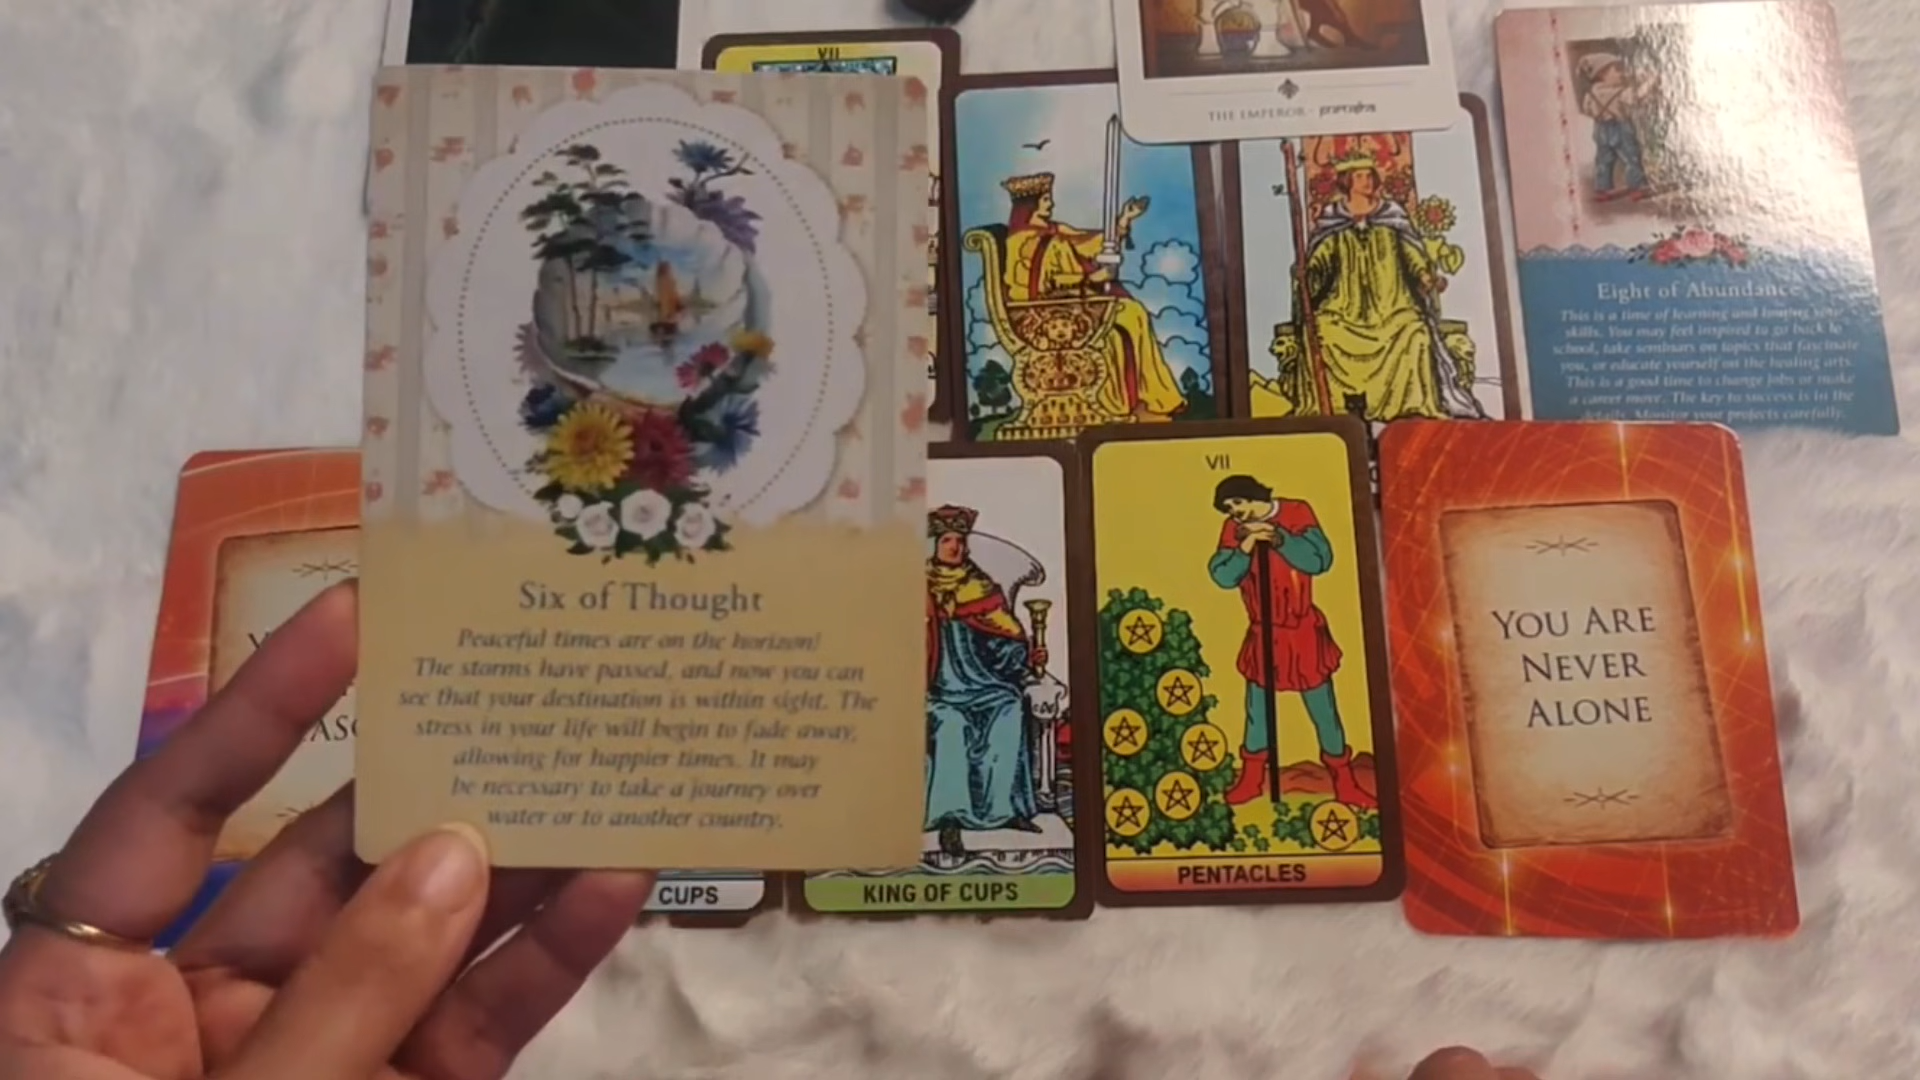 VII
THE EMPEROR
Eight of Abundance
This is a time of learning and honing your
skills. You may feel inspired to go back to
school, take seminars on topics that fascinate
you, or educate yourself on the healing arts.
This is a good time to change jobs or make
a career move. The key to success is in the
details. Monitor your projects carefully.
Six of Thought
Peaceful times are on the horizon!
The storms have passed, and now you can
see that your destination is within sight. The
stress in your life will begin to fade away,
allowing for happier times. It may
be necessary to take a journey over
water or to another country.
CUPS
KING OF CUPS
VII
PENTACLES
YOU ARE
NEVER
ALONE